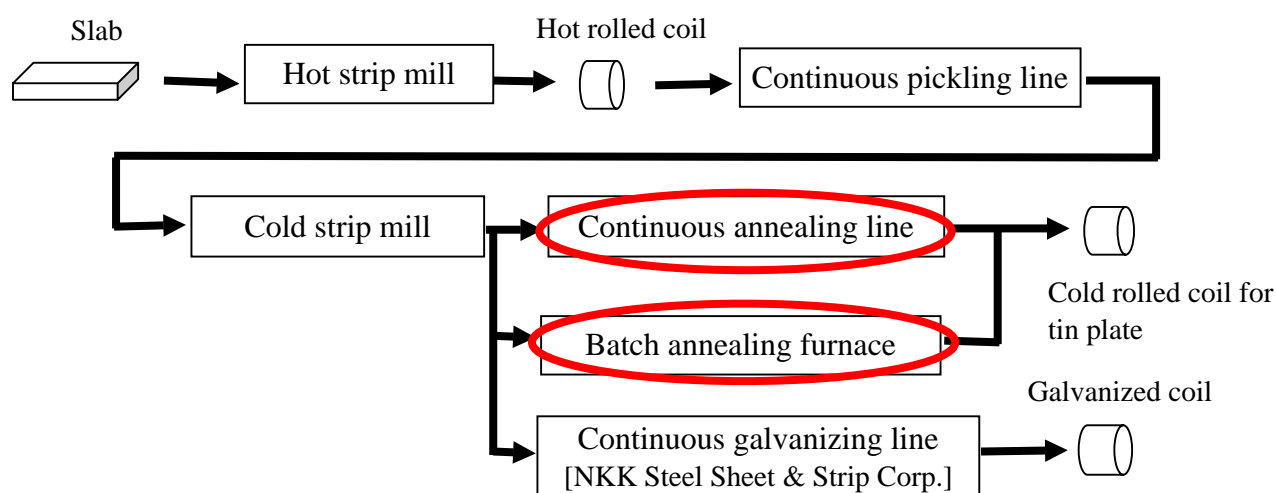 Slab
Hot strip mill
Hot rolled coil
Continuous pickling line
Cold strip mill
Continuous annealing line
Cold rolled coil for
tin plate
Batch annealing furnace
Continuous galvanizing line
[NKK Steel Sheet & Strip Corp.]
Galvanized coil